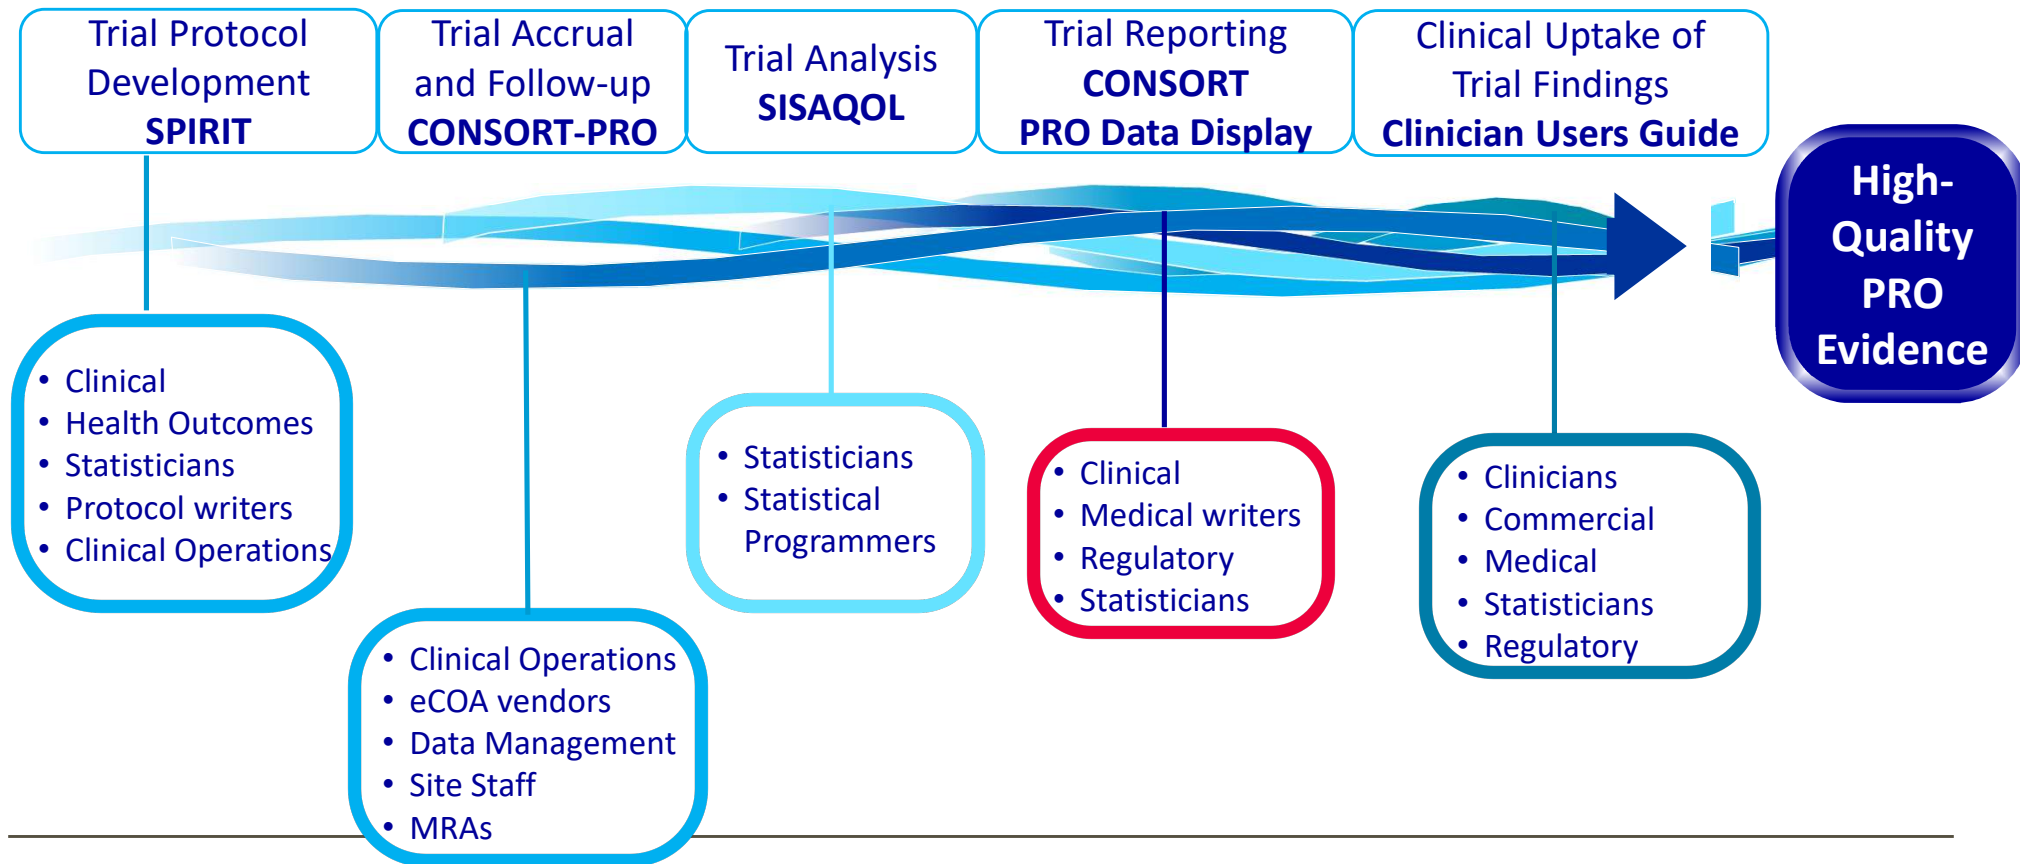 Trial Protocol
Development
SPIRIT
Trial Accrual
and Follow-up
CONSORT-PRO
Trial Analysis
SISAQOL
Trial Reporting
CONSORT
PRO Data Display
Clinical Uptake of
Trial Findings
Clinician Users Guide
High-
Quality
PRO
Evidence
• Clinical
• Health Outcomes
• Statisticians
• Protocol writers
• Clinical Operations
• Clinical Operations
• eCOA vendors
• Data Management
• Site Staff
• MRAs
• Statisticians
• Statistical
Programmers
• Clinical
• Medical writers
• Regulatory
• Statisticians
• Clinicians
• Commercial
• Medical
• Statisticians
• Regulatory